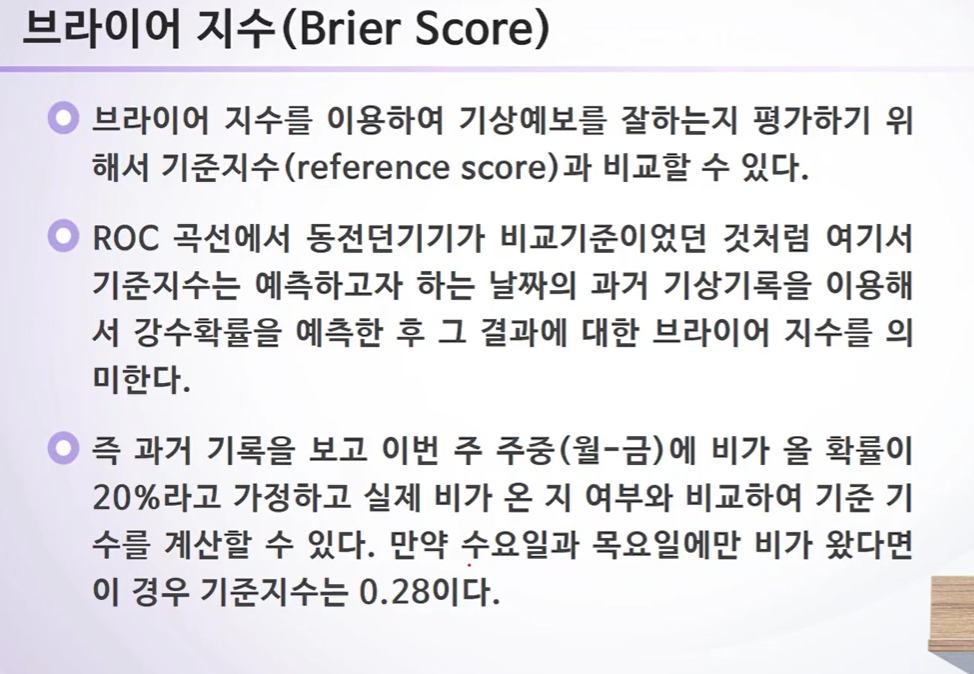 브라이어 지수(Brier Score)
브라이어 지수를 이용하여 기상예보를 잘하는지 평가하기 위
해서 기준지수(reference score)과 비교할 수 있다.
ROC 곡선에서 동전던기기가 비교기준이었던 것처럼 여기서
기준지수는 예측하고자 하는 날짜의 과거 기상기록을 이용해
서 강수확률을 예측한 후 그 결과에 대한 브라이어 지수를 의
미한다.
즉 과거 기록을 보고 이번 주 주중(월-금)에 비가 올 확률이
20%라고 가정하고 실제 비가 온 지 여부와 비교하여 기준 기
수를 계산할 수 있다. 만약 수요일과 목요일에만 비가 왔다면
이 경우 기준지수는 0.28이다.